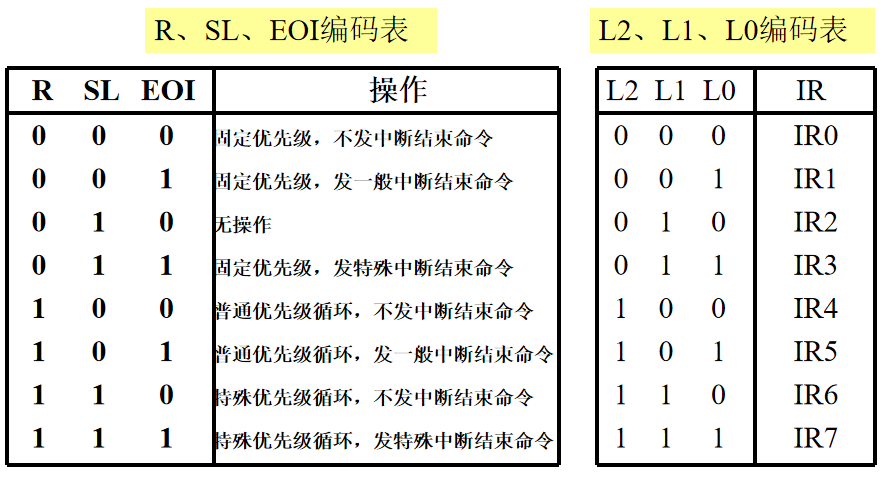 R、SL、EOI编码表
R SL EOI 操作
0 0 0 固定优先级，不发中断结束命令
0 0 1 固定优先级，发一般中断结束命令
0 1 0 无操作
0 1 1 固定优先级，发特殊中断结束命令
1 0 0 普通优先级循环，不发中断结束命令
1 0 1 普通优先级循环，发一般中断结束命令
1 1 0 特殊优先级循环，不发中断结束命令
1 1 1 特殊优先级循环，发特殊中断结束命令
L2、L1、L0编码表
L2 L1 L0 IR
0 0 0 IR0
0 0 1 IR1
0 1 0 IR2
0 1 1 IR3
1 0 0 IR4
1 0 1 IR5
1 1 0 IR6
1 1 1 IR7